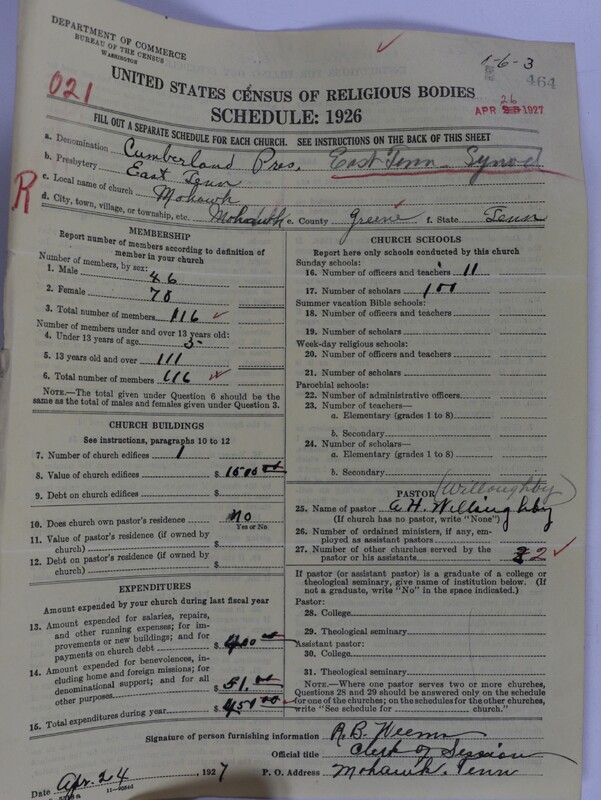 DEPARTMENT OF COMMERCE
BUREAU OF THE CENSUS
WASHINGTON
1-6-3
464
021
UNITED STATES CENSUS OF RELIGIOUS BODIES
SCHEDULE: 1926
26
APR 27 1927
FILL OUT A SEPARATE SCHEDULE FOR EACH CHURCH. SEE INSTRUCTIONS ON THE BACK OF THIS SHEET
a. Denomination Cumberland Pres. East Tenn - Synod
b. Presbytery East Tenn
c. Local name of church Mohawk
R
d. City, town, village, or township, etc. Mohawk e. County Greene f. State Tenn
MEMBERSHIP
Report number of members according to definition of
member in your church
Number of members, by sex:
1. Male 46
2. Female 70
3. Total number of members 116
Number of members under and over 13 years old:
4. Under 13 years of age 5
5. 13 years old and over 111
6. Total number of members 116
NOTE.—The total given under Question 6 should be
the same as the total of males and females given under Question 3.
CHURCH BUILDINGS
See instructions, paragraphs 10 to 12
7. Number of church edifices 1
8. Value of church edifices $ 1500.00
9. Debt on church edifices $
10. Does church own pastor's residence No
Yes or No
11. Value of pastor's residence (if owned by
church) $
12. Debt on pastor's residence (if owned by
church) $
EXPENDITURES
Amount expended by your church during last fiscal year
13. Amount expended for salaries, repairs,
and other running expenses; for im-
provements or new buildings; and for
payments on church debt $ 400.00
14. Amount expended for benevolences, in-
cluding home and foreign missions; for
denominational support; and for all
other purposes $ 51.00
15. Total expenditures during year $ 451.00
CHURCH SCHOOLS
Report here only schools conducted by this church
Sunday schools:
16. Number of officers and teachers 11
17. Number of scholars 100
Summer vacation Bible schools:
18. Number of officers and teachers
19. Number of scholars
Week-day religious schools:
20. Number of officers and teachers
21. Number of scholars
Parochial schools:
22. Number of administrative officers
23. Number of teachers—
a. Elementary (grades 1 to 8)
b. Secondary
24. Number of scholars—
a. Elementary (grades 1 to 8)
b. Secondary
PASTOR (Willoughby)
25. Name of pastor A.H. Willoughby
(If church has no pastor, write "None")
26. Number of ordained ministers, if any, em-
ployed as assistant pastors
27. Number of other churches served by the
pastor or his assistants 2
If pastor (or assistant pastor) is a graduate of a college or
theological seminary, give name of institution below. (If
not a graduate, write "No" in the space indicated.)
Pastor:
28. College
29. Theological seminary
Assistant pastor:
30. College
31. Theological seminary
NOTE.—Where one pastor serves two or more churches,
Questions 28 and 29 should be answered only on the schedule
for one of the churches; on the schedules for the other churches,
write "See schedule for church."
Signature of person furnishing information R.B. Weems
Official title Clerk of Session
Date Apr. 24, 1927 P. O. Address Mohawk, Tenn